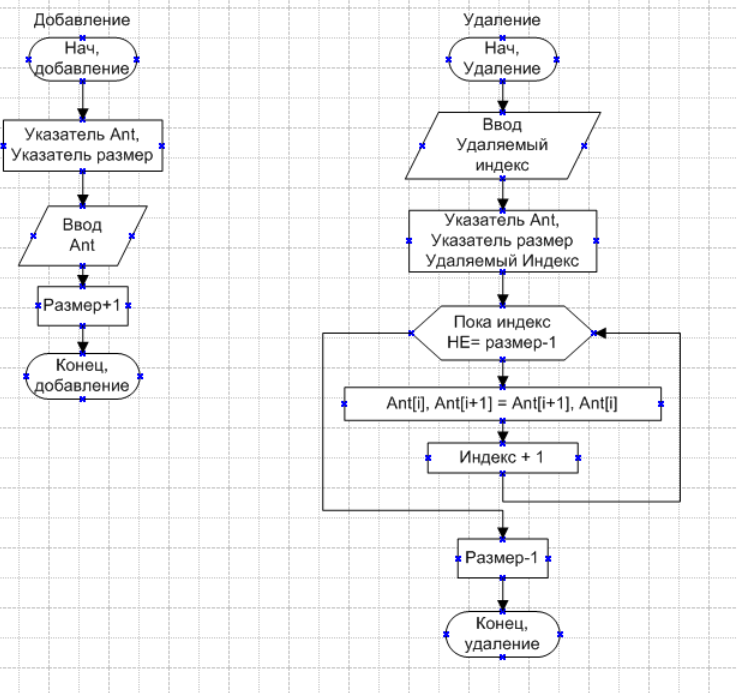 Добавление
Нач,
добавление
Указатель Ant,
Указатель размер
Ввод
Ant
Размер+1
Конец,
добавление
Удаление
Нач,
Удаление
Ввод
Удаляемый
индекс
Указатель Ant,
Указатель размер
Удаляемый Индекс
Пока индекс
НЕ= размер-1
Ant[i], Ant[i+1] = Ant[i+1], Ant[i]
Индекс + 1
Размер-1
Конец,
удаление